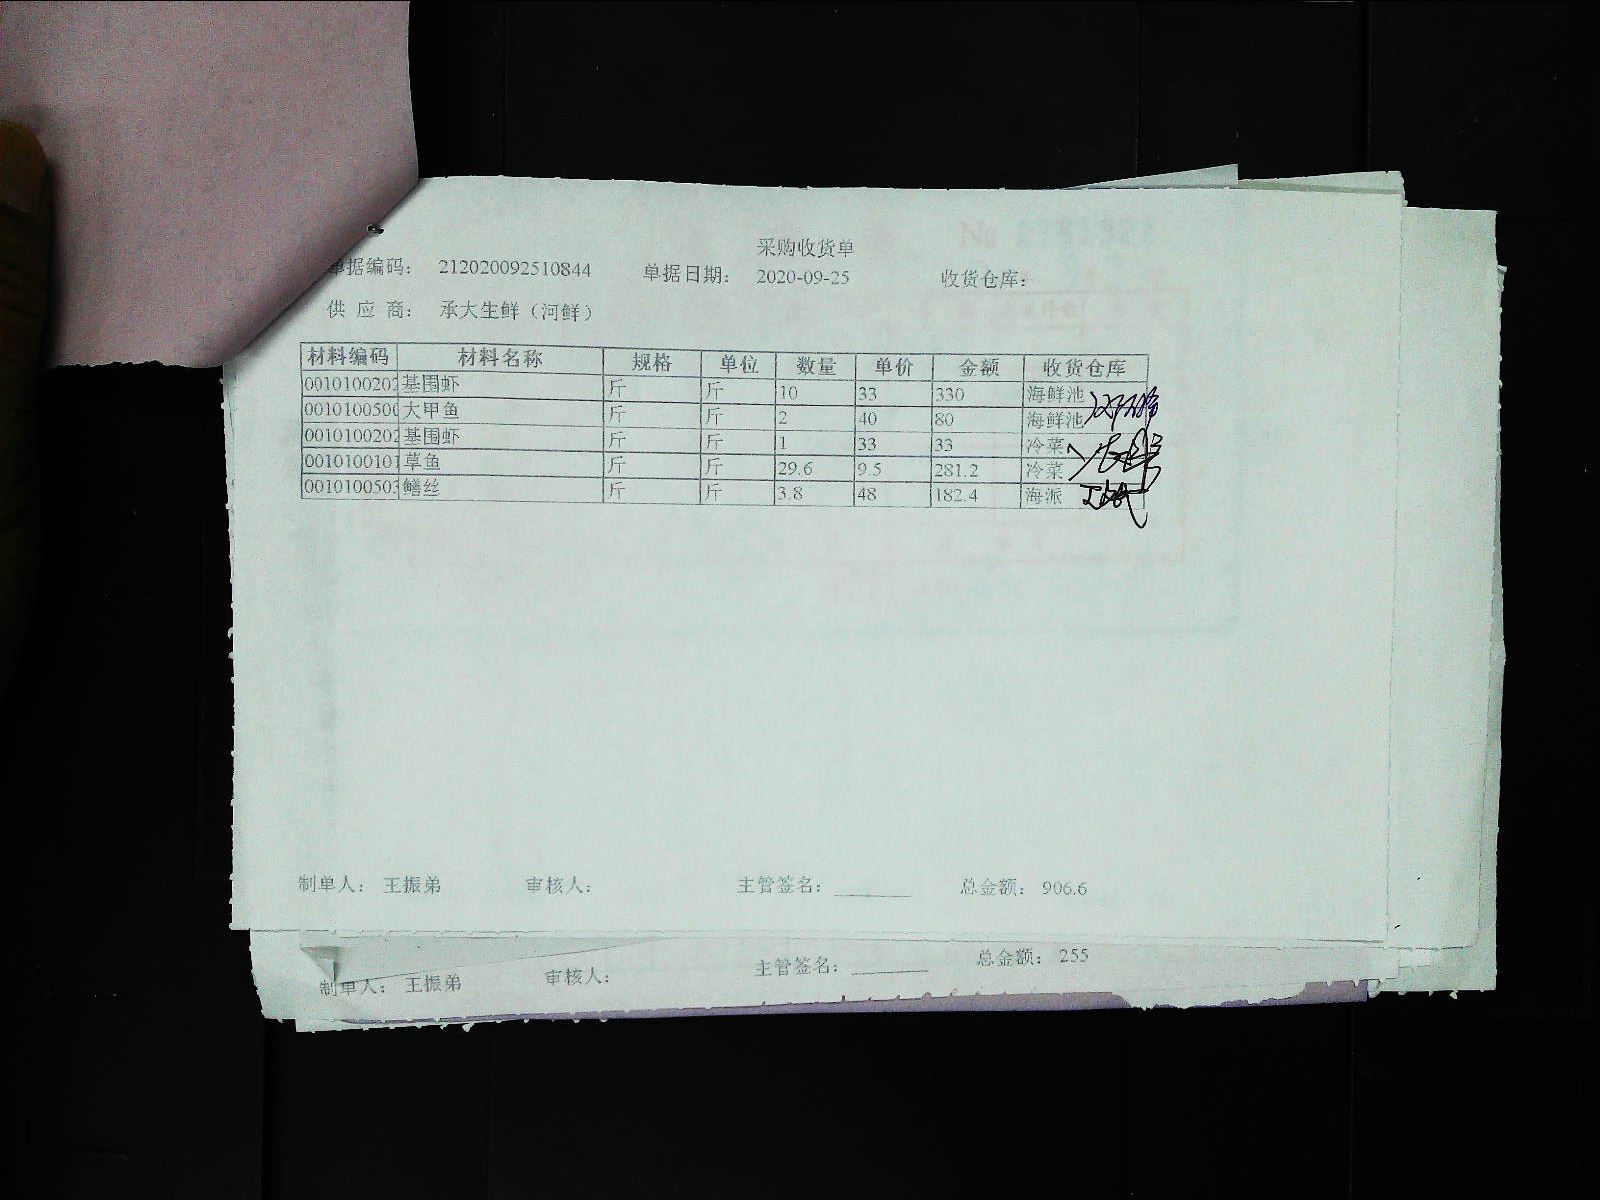 采购收货单
单据编码： 212020092510844 单据日期： 2020-09-25 收货仓库：
供 应 商： 承大生鲜（河鲜）
材料编码 材料名称 规格 单位 数量 单价 金额 收货仓库
0010100202 基围虾 斤 斤 10 33 330 海鲜池
0010100500 大甲鱼 斤 斤 2 40 80 海鲜池
0010100202 基围虾 斤 斤 1 33 33 冷菜
0010100101 草鱼 斤 斤 29.6 9.5 281.2 冷菜
0010100503 鳝丝 斤 斤 3.8 48 182.4 海派
制单人： 王振弟 审核人： 主管签名： 总金额： 906.6
制单人： 王振弟 审核人： 主管签名： 总金额： 255